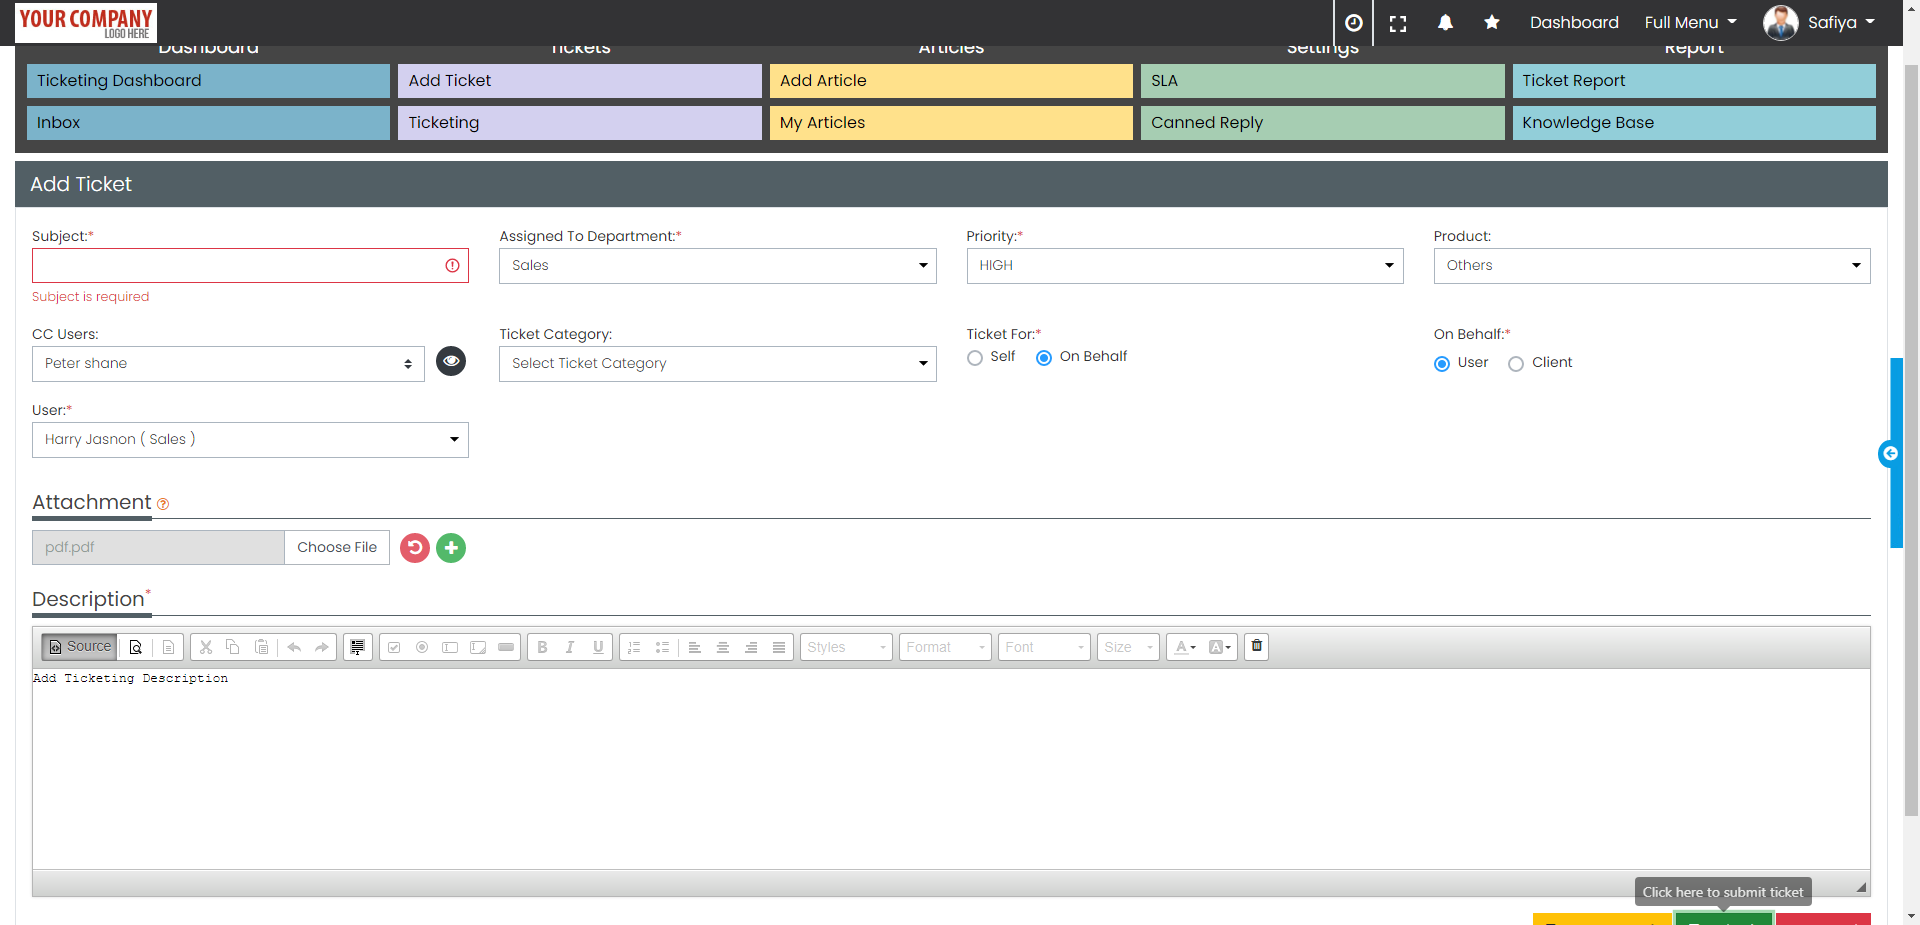 YOUR COMPANY
LOGO HERE
Dashboard
Full Menu
Safiya
Dashboard
Tickets
Articles
Settings
Report
Ticketing Dashboard
Add Ticket
Add Article
SLA
Ticket Report
Inbox
Ticketing
My Articles
Canned Reply
Knowledge Base
Add Ticket
Subject:*
Assigned To Department:*
Priority:*
Product:
Sales
HIGH
Others
Subject is required
CC Users:
Ticket Category:
Ticket For:*
On Behalf:*
Peter shane
Select Ticket Category
Self
On Behalf
User
Client
User:*
Harry Jasnon ( Sales )
Attachment
pdf.pdf
Choose File
Description*
Source
Styles
Format
Font
Size
Add Ticketing Description
Click here to submit ticket